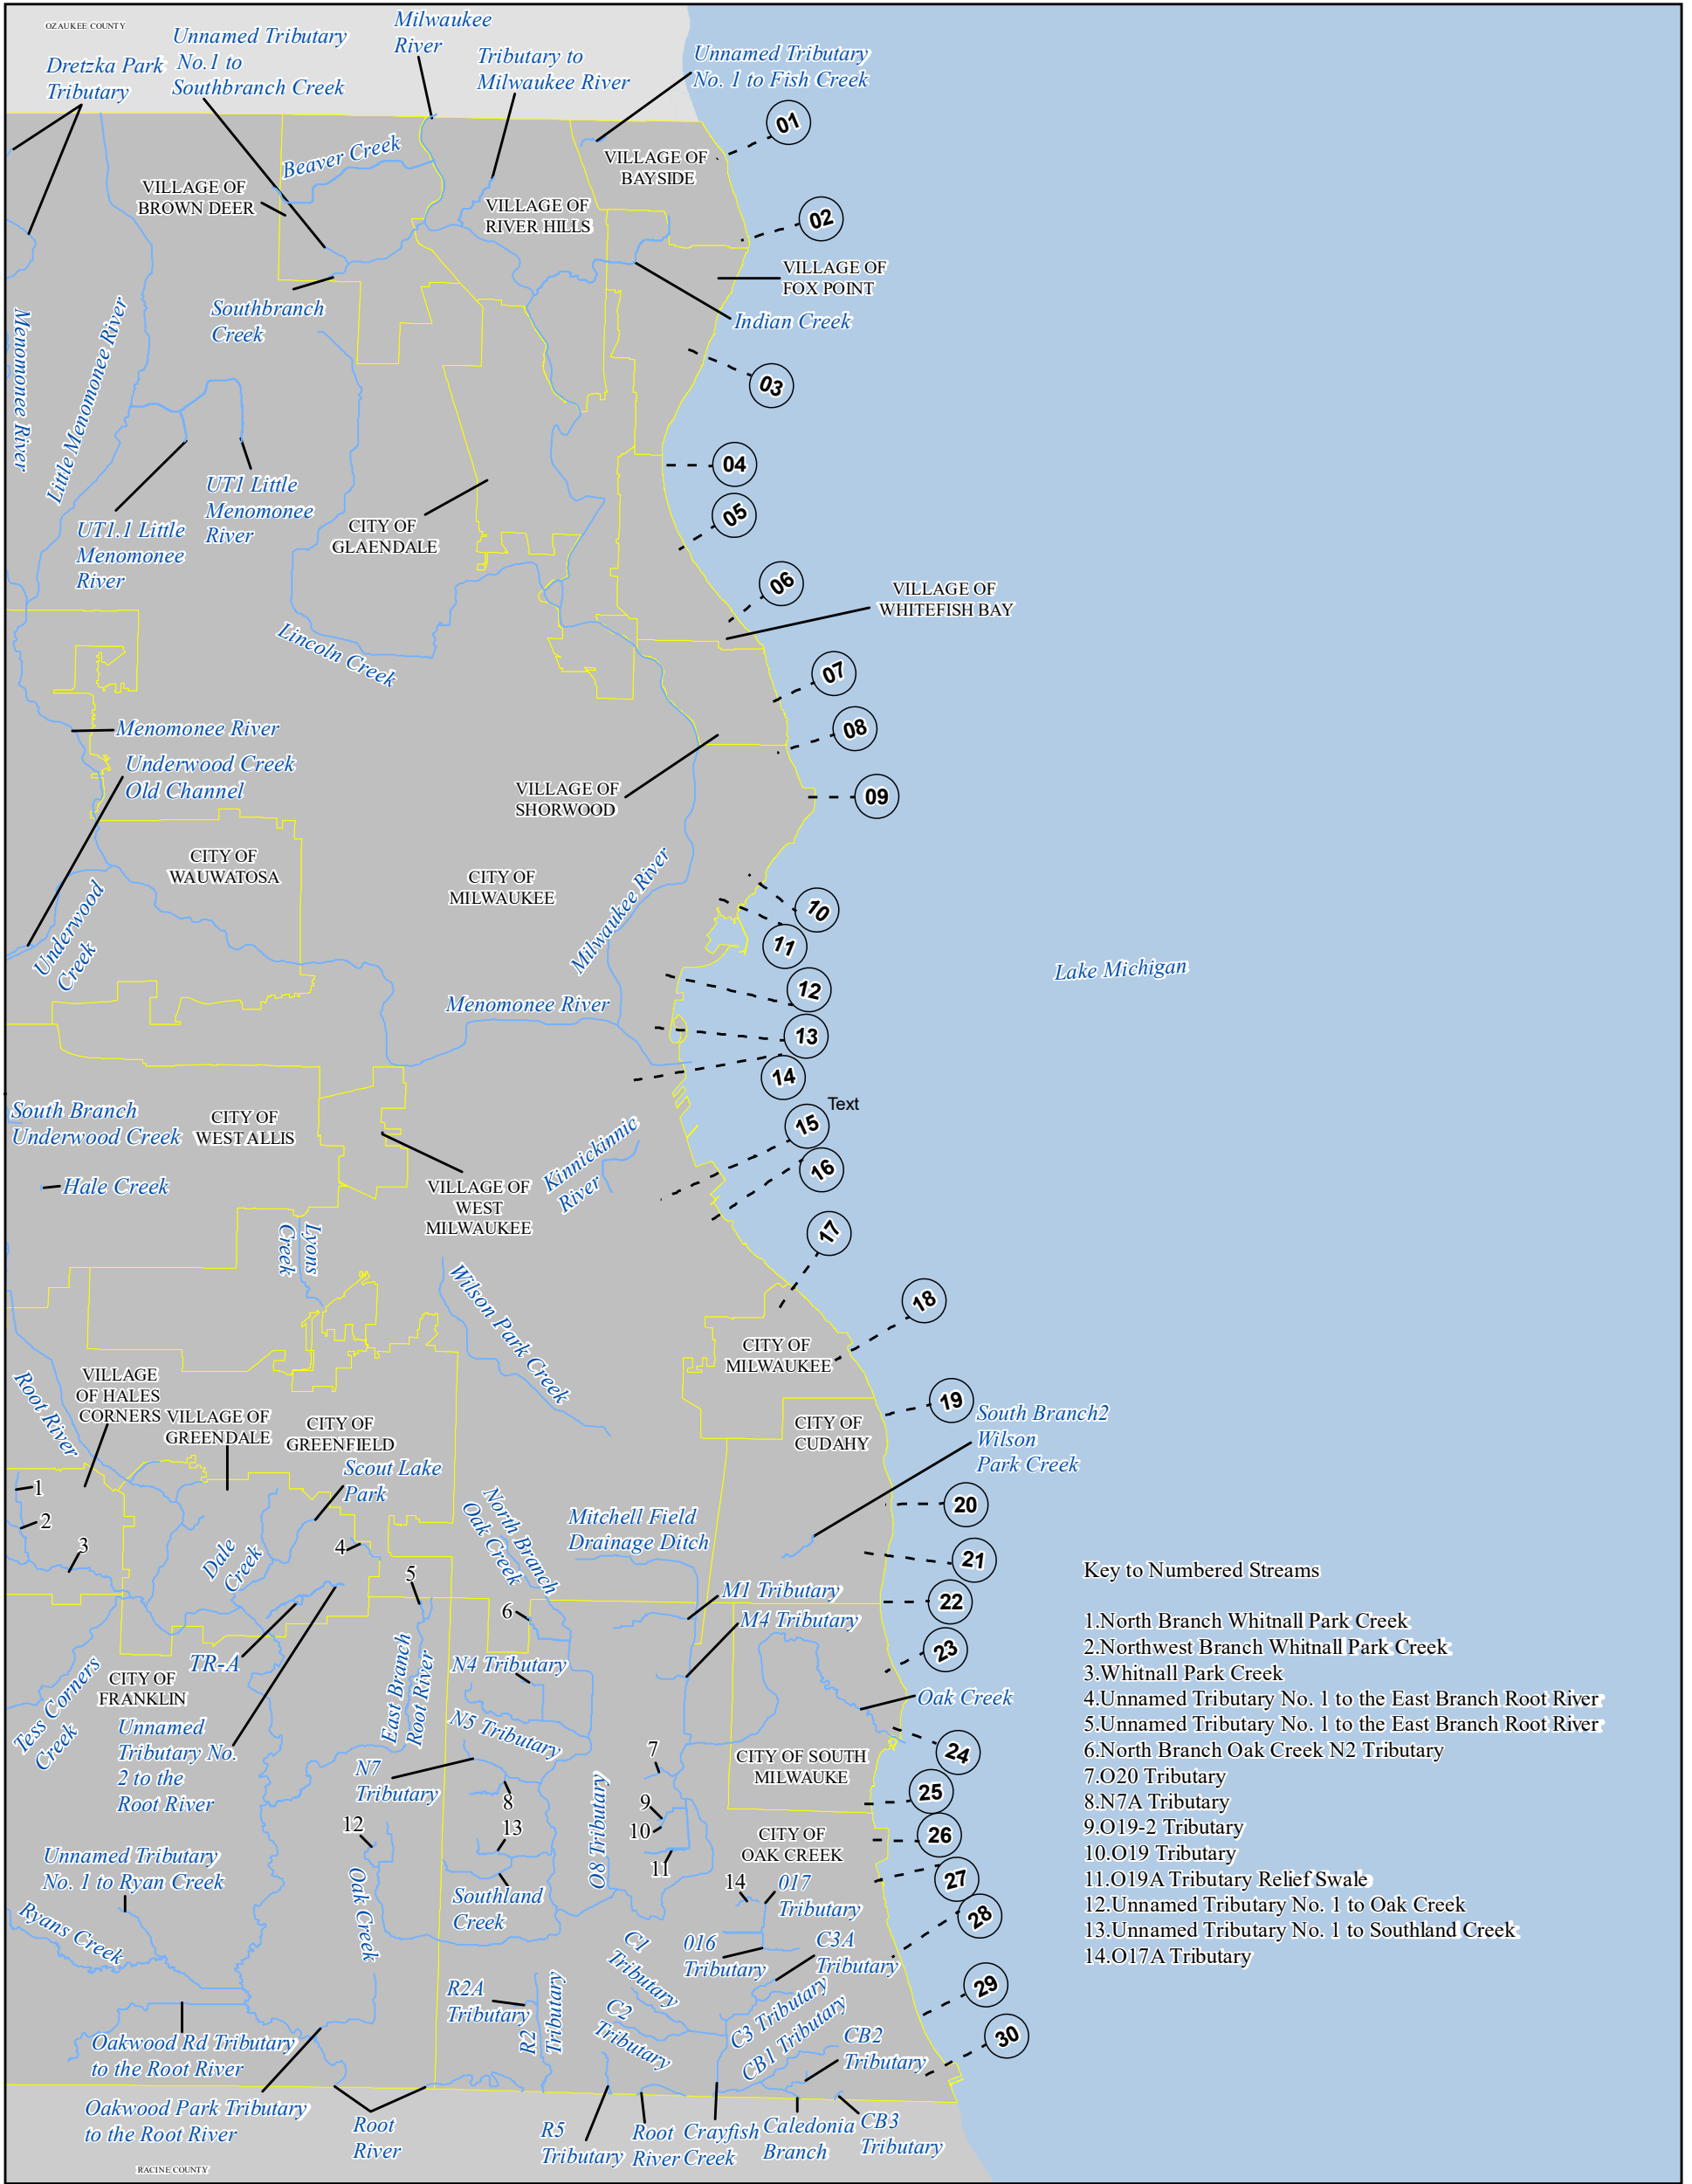 OZAUKEE COUNTY
Dretzka Park
Tributary
Unnamed Tributary
No.1 to
Southbranch Creek
Milwaukee
River
Tributary to
Milwaukee River
Unnamed Tributary
No. 1 to Fish Creek
01
Beaver Creek
VILLAGE OF
BAYSIDE
VILLAGE OF
BROWN DEER
VILLAGE OF
RIVER HILLS
02
VILLAGE OF
FOX POINT
Southbranch
Creek
Indian Creek
Menomonee River
Little Menomonee River
03
04
UT1 Little
Menomonee
River
UT1.1 Little
Menomonee
River
CITY OF
GLAENDALE
05
06
VILLAGE OF
WHITEFISH BAY
Lincoln Creek
07
Menomonee River
08
Underwood Creek
Old Channel
VILLAGE OF
SHORWOOD
09
CITY OF
WAUWATOSA
CITY OF
MILWAUKEE
Milwaukee River
Underwood
Creek
10
11
Lake Michigan
12
Menomonee River
13
14
Text
South Branch
Underwood Creek
CITY OF
WEST ALLIS
15
Kinnickinnic
River
16
Hale Creek
VILLAGE OF
WEST
MILWAUKEE
Lyons
Creek
17
Wilson Park Creek
18
CITY OF
MILWAUKEE
Root River
VILLAGE
OF HALES
CORNERS
VILLAGE OF
GREENDALE
CITY OF
GREENFIELD
19
CITY OF
CUDAHY
South Branch2
Wilson
Park Creek
Scout Lake
Park
1
2
3
4
5
6
Dale
Creek
North Branch
Oak Creek
Mitchell Field
Drainage Ditch
20
21
22
M1 Tributary
M4 Tributary
23
TR-A
CITY OF
FRANKLIN
Tess Corners
Creek
East Branch
Root River
N4 Tributary
Oak Creek
Unnamed
Tributary No.
2 to the
Root River
N5 Tributary
N7
Tributary
7
CITY OF SOUTH
MILWAUKE
24
25
8
9
10
11
12
13
O8 Tributary
CITY OF
OAK CREEK
26
27
Unnamed Tributary
No. 1 to Ryan Creek
Oak Creek
Southland
Creek
14
017
Tributary
28
Ryans Creek
C1
Tributary
016
Tributary
C3A
Tributary
R2A
Tributary
R2
Tributary
C2
Tributary
C3 Tributary
CB1 Tributary
29
30
CB2
Tributary
Oakwood Rd Tributary
to the Root River
Oakwood Park Tributary
to the Root River
Root
River
R5
Tributary
Root
River
Crayfish
Creek
Caledonia
Branch
CB3
Tributary
RACINE COUNTY
Key to Numbered Streams
1.North Branch Whitnall Park Creek
2.Northwest Branch Whitnall Park Creek
3.Whitnall Park Creek
4.Unnamed Tributary No. 1 to the East Branch Root River
5.Unnamed Tributary No. 1 to the East Branch Root River
6.North Branch Oak Creek N2 Tributary
7.O20 Tributary
8.N7A Tributary
9.O19-2 Tributary
10.O19 Tributary
11.O19A Tributary Relief Swale
12.Unnamed Tributary No. 1 to Oak Creek
13.Unnamed Tributary No. 1 to Southland Creek
14.O17A Tributary